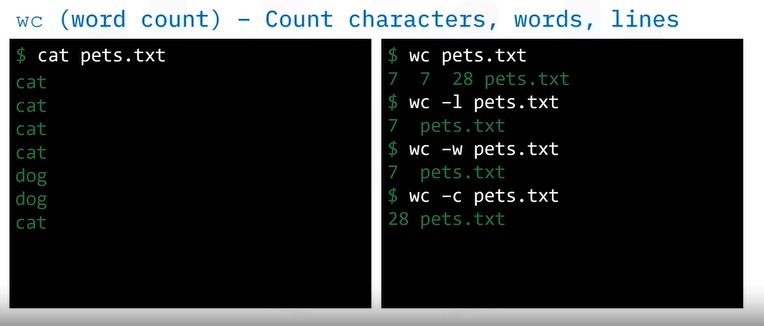 wc (word count) – Count characters, words, lines
$ cat pets.txt
cat
cat
cat
cat
dog
dog
cat
$ wc pets.txt
7 7 28 pets.txt
$ wc –l pets.txt
7 pets.txt
$ wc –w pets.txt
7 pets.txt
$ wc –c pets.txt
28 pets.txt